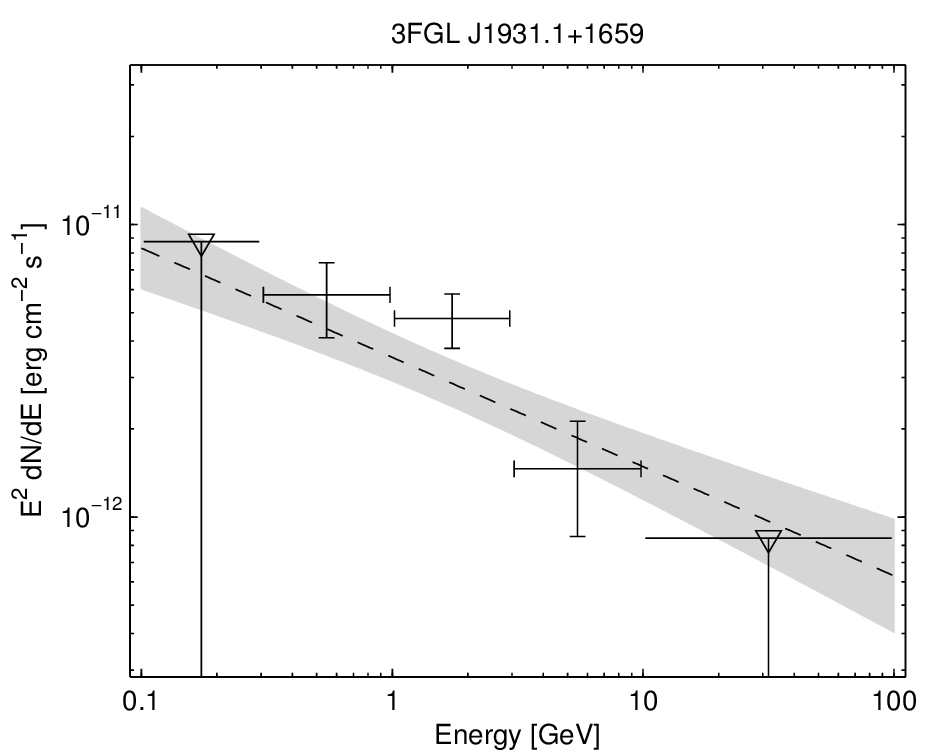 3FGL J1931.1+1659
10⁻¹¹
10⁻¹²
E² dN/dE [erg cm⁻² s⁻¹]
0.1 1 10 100
Energy [GeV]